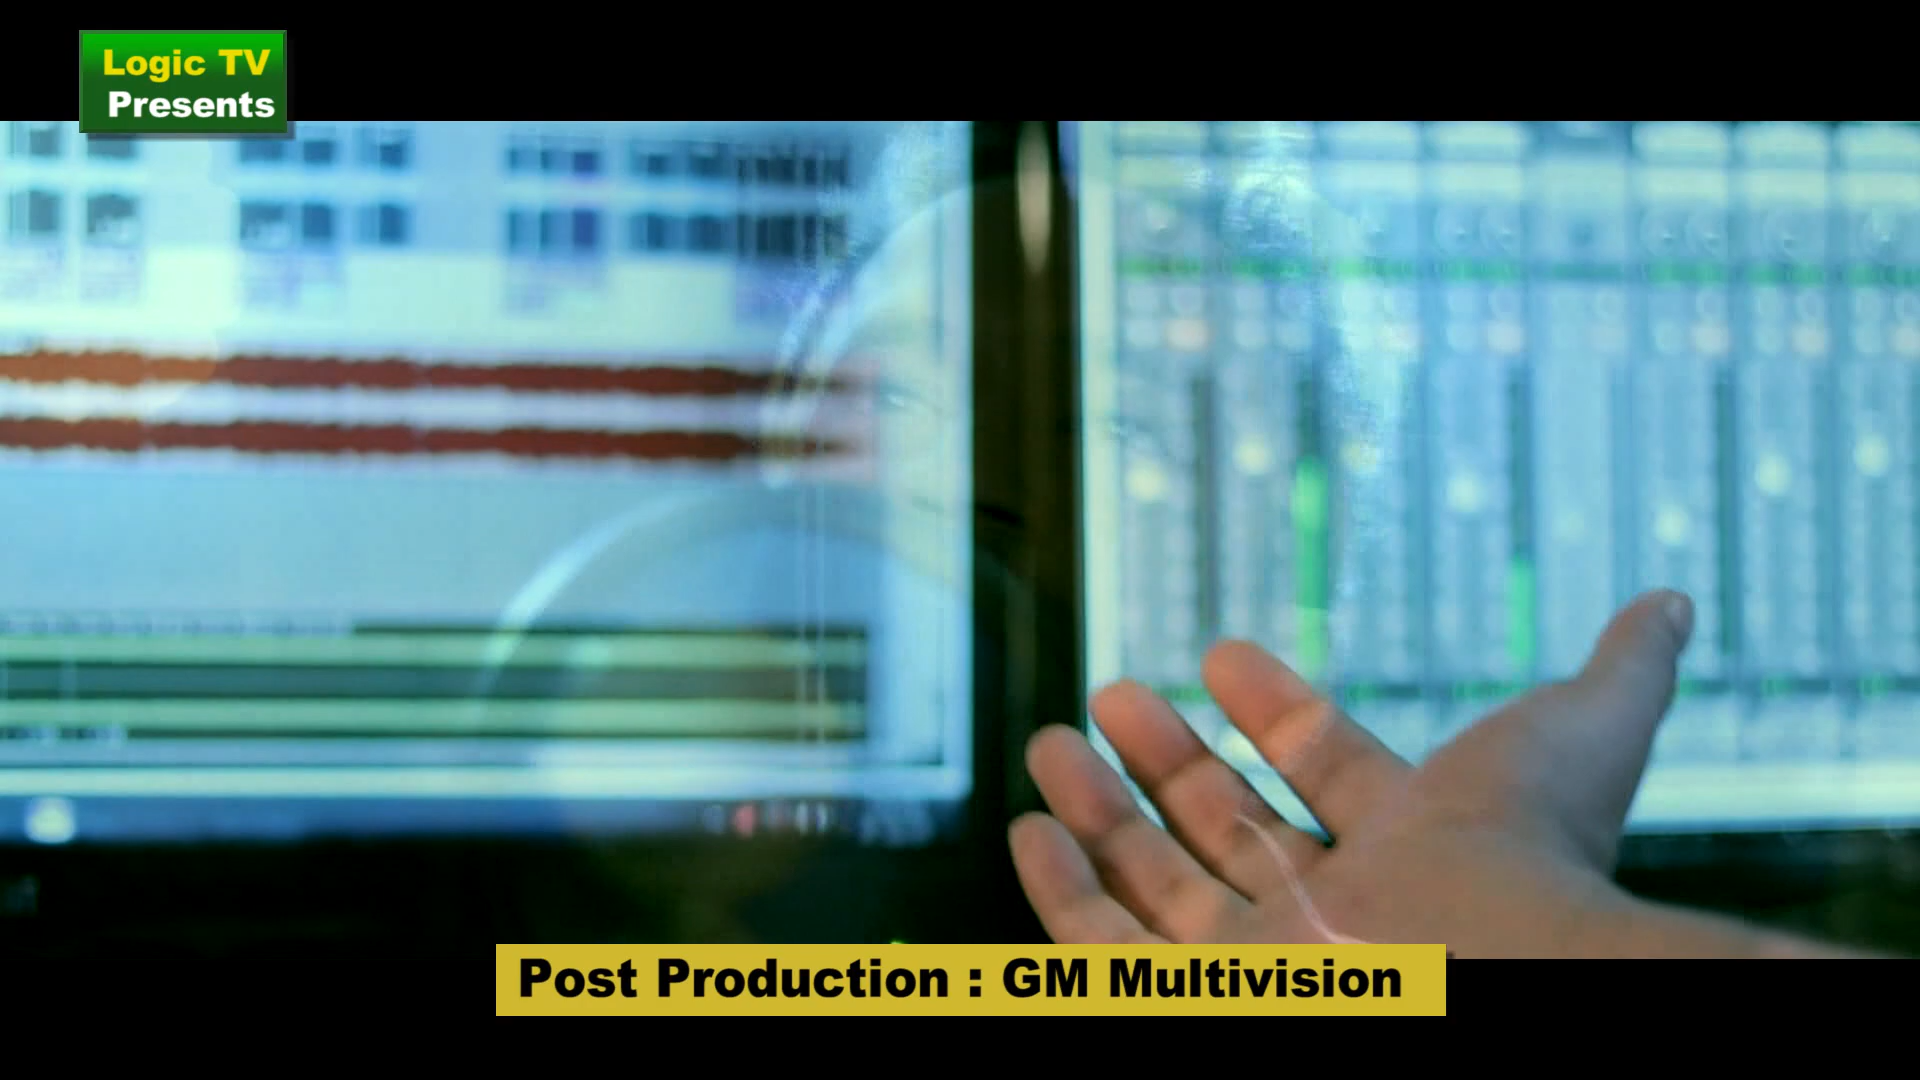 Logic TV
Presents
Post Production : GM Multivision